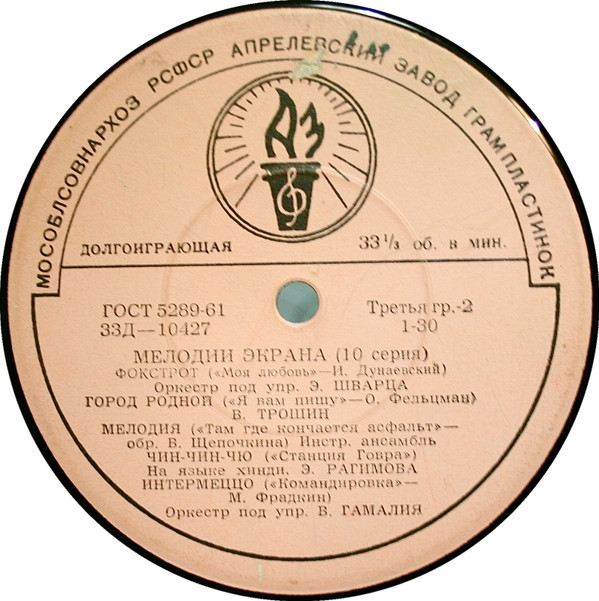 МОСОБЛСОВНАРХОЗ РСФСР АПРЕЛЕВСКИЙ ЗАВОД ГРАМПЛАСТИНОК
АЗ
ДОЛГОИГРАЮЩАЯ 33⅓ об. в мин.
ГОСТ 5289-61 Третья гр.-2
33Д—10427 1-30
МЕЛОДИИ ЭКРАНА (10 серия)
ФОКСТРОТ («Моя любовь»—И. Дунаевский)
Оркестр под упр. Э. ШВАРЦА
ГОРОД РОДНОЙ («Я вам пишу»—О. Фельцман)
В. ТРОШИН
МЕЛОДИЯ («Там где кончается асфальт»—
обр. В. Щепочкина) Инстр. ансамбль
ЧИН-ЧИН-ЧЮ («Станция Говра»)
На языке хинди. Э. РАГИМОВА
ИНТЕРМЕЦЦО («Командировка»—
М. Фрадкин)
Оркестр под упр. В. ГАМАЛИЯ